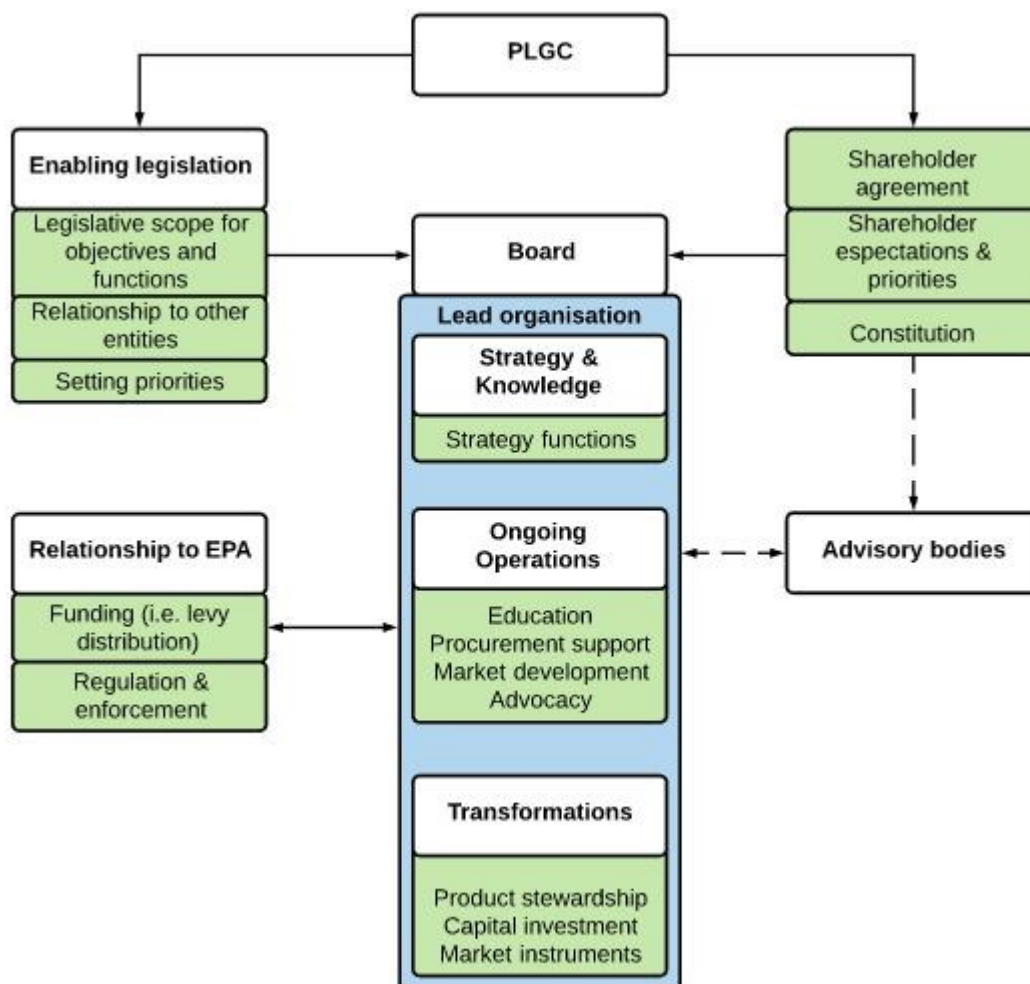 PLGC
Enabling legislation
Legislative scope for
objectives and
functions
Relationship to other
entities
Setting priorities
Shareholder
agreement
Shareholder
espectations &
priorities
Constitution
Board
Lead organisation
Strategy &
Knowledge
Strategy functions
Relationship to EPA
Funding (i.e. levy
distribution)
Regulation &
enforcement
Ongoing
Operations
Education
Procurement support
Market development
Advocacy
Advisory bodies
Transformations
Product stewardship
Capital investment
Market instruments